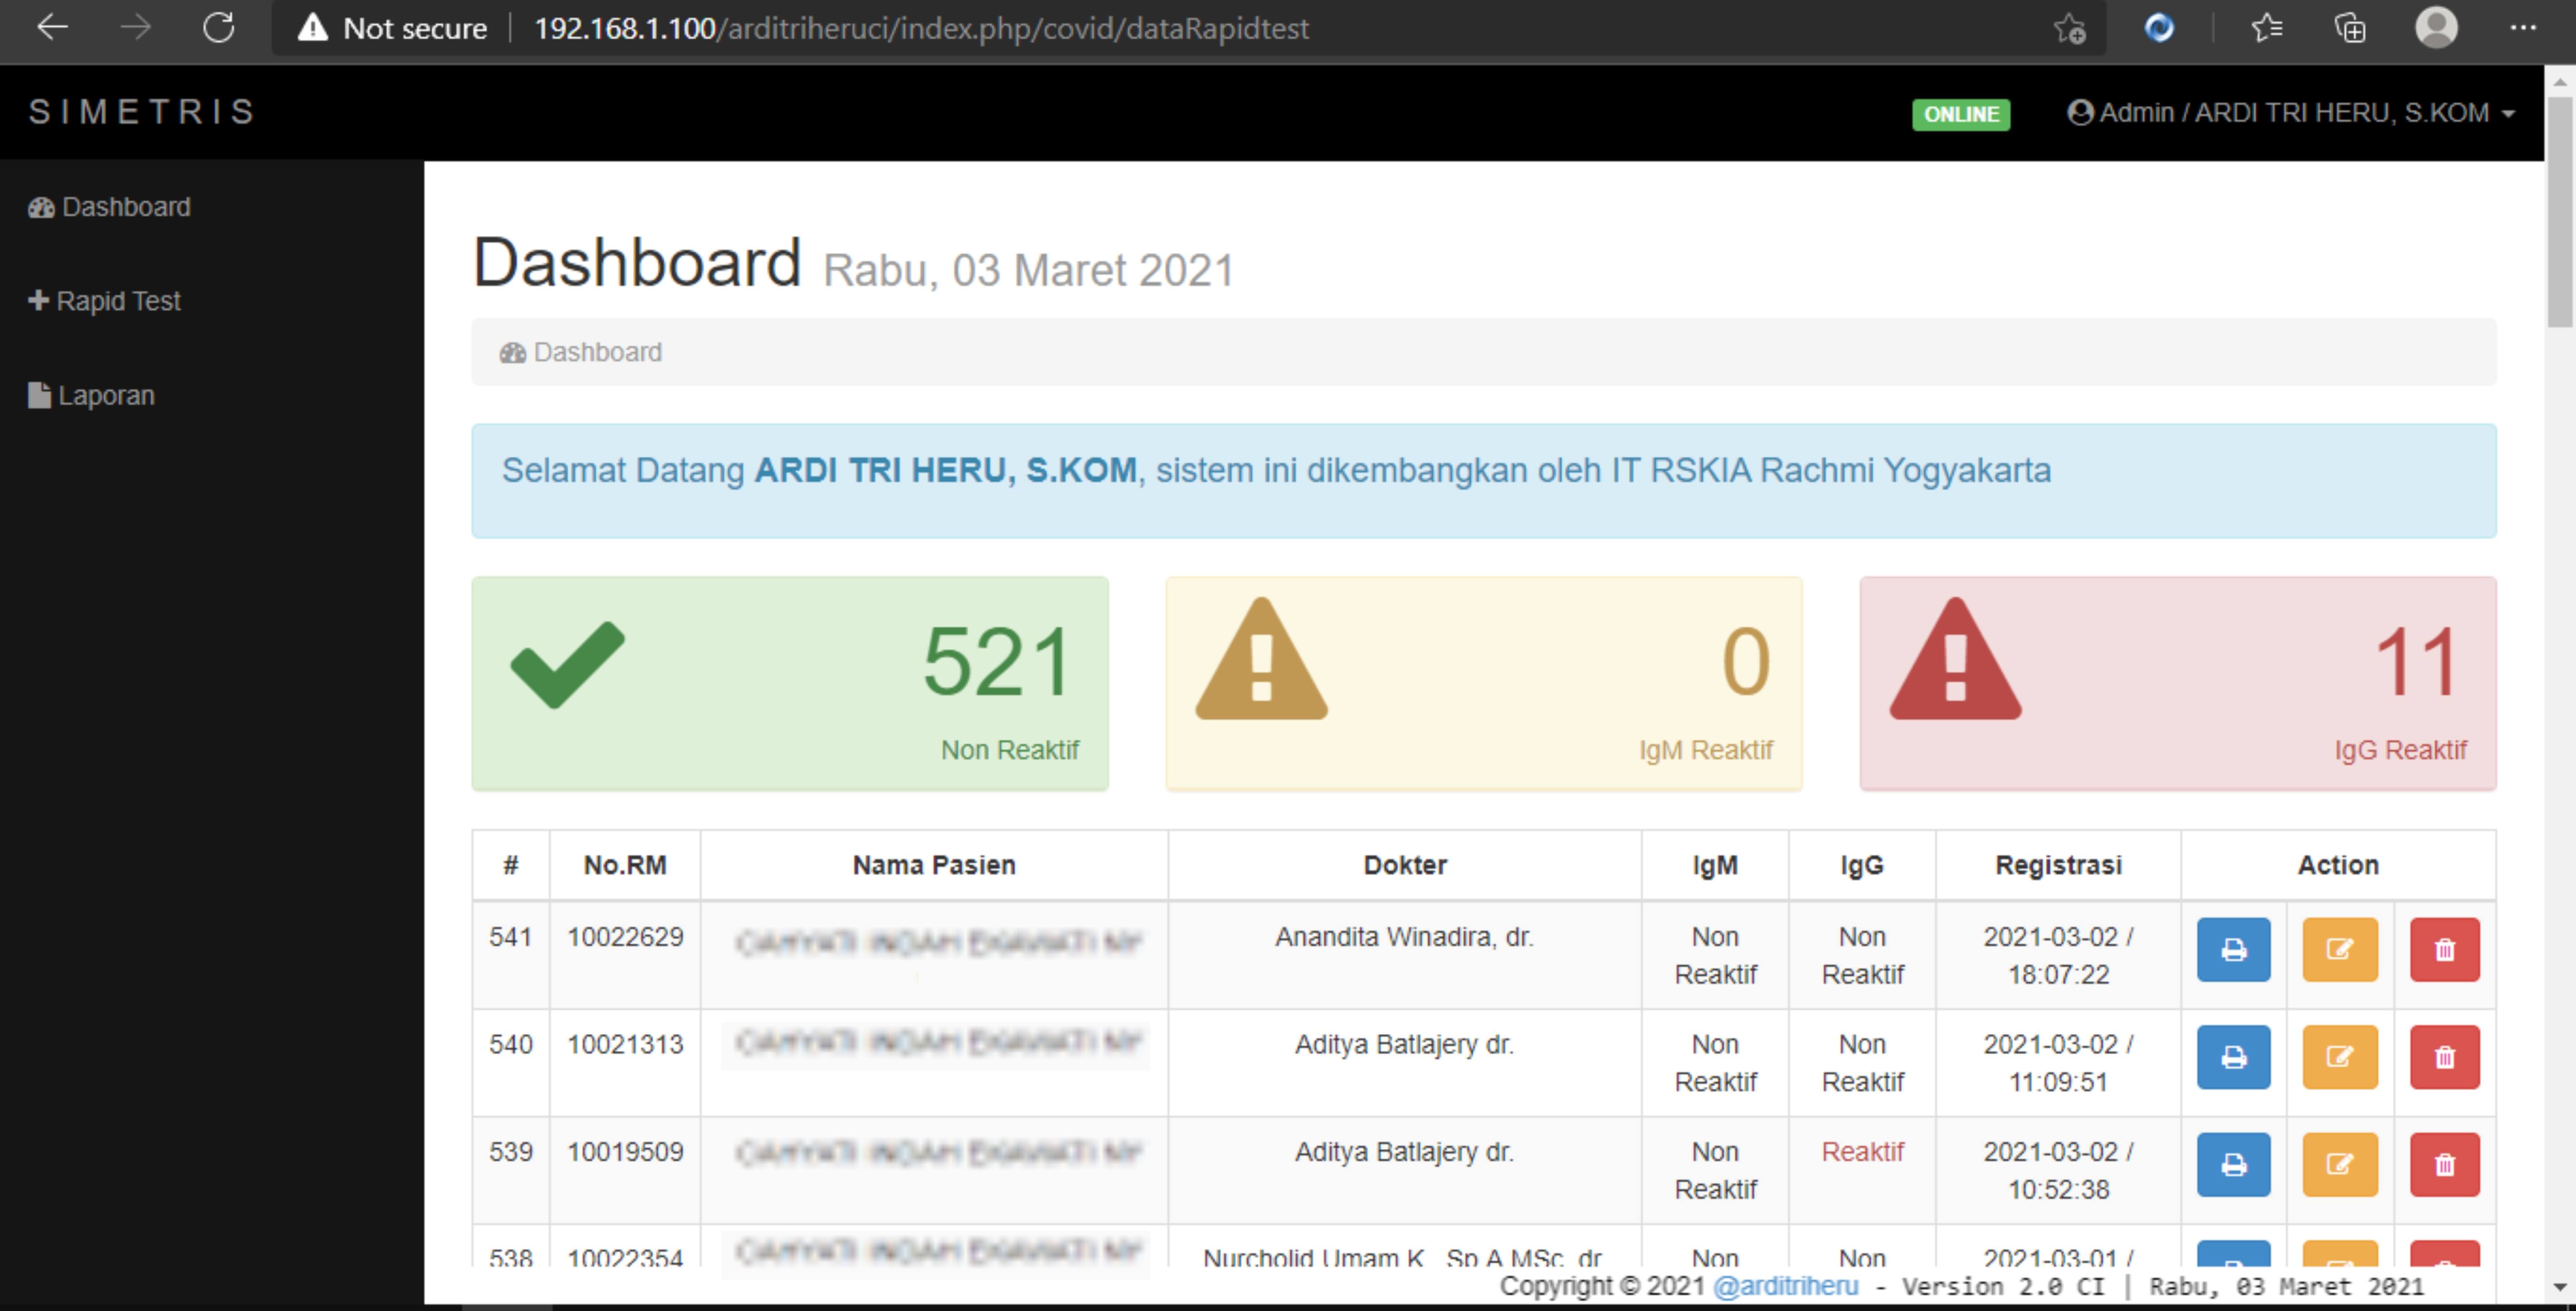 Not secure 192.168.1.100/arditriheruci/index.php/covid/dataRapidtest
SIMETRIS ONLINE Admin / ARDI TRI HERU, S.KOM
Dashboard
Rapid Test
Laporan
Dashboard Rabu, 03 Maret 2021
Dashboard
Selamat Datang ARDI TRI HERU, S.KOM, sistem ini dikembangkan oleh IT RSKIA Rachmi Yogyakarta
521
Non Reaktif
0
IgM Reaktif
11
IgG Reaktif
# No.RM Nama Pasien Dokter IgM IgG Registrasi Action
541 10022629 Anandita Winadira, dr. Non Non 2021-03-02 /
Reaktif Reaktif 18:07:22
540 10021313 Aditya Batlajery dr. Non Non 2021-03-02 /
Reaktif Reaktif 11:09:51
539 10019509 Aditya Batlajery dr. Non Reaktif 2021-03-02 /
Reaktif 10:52:38
538 10022354 Nurcholid Umam K Sp A MSc, dr Non Non 2021-03-01 /
Copyright © 2021 @arditriheru - Version 2.0 CI | Rabu, 03 Maret 2021